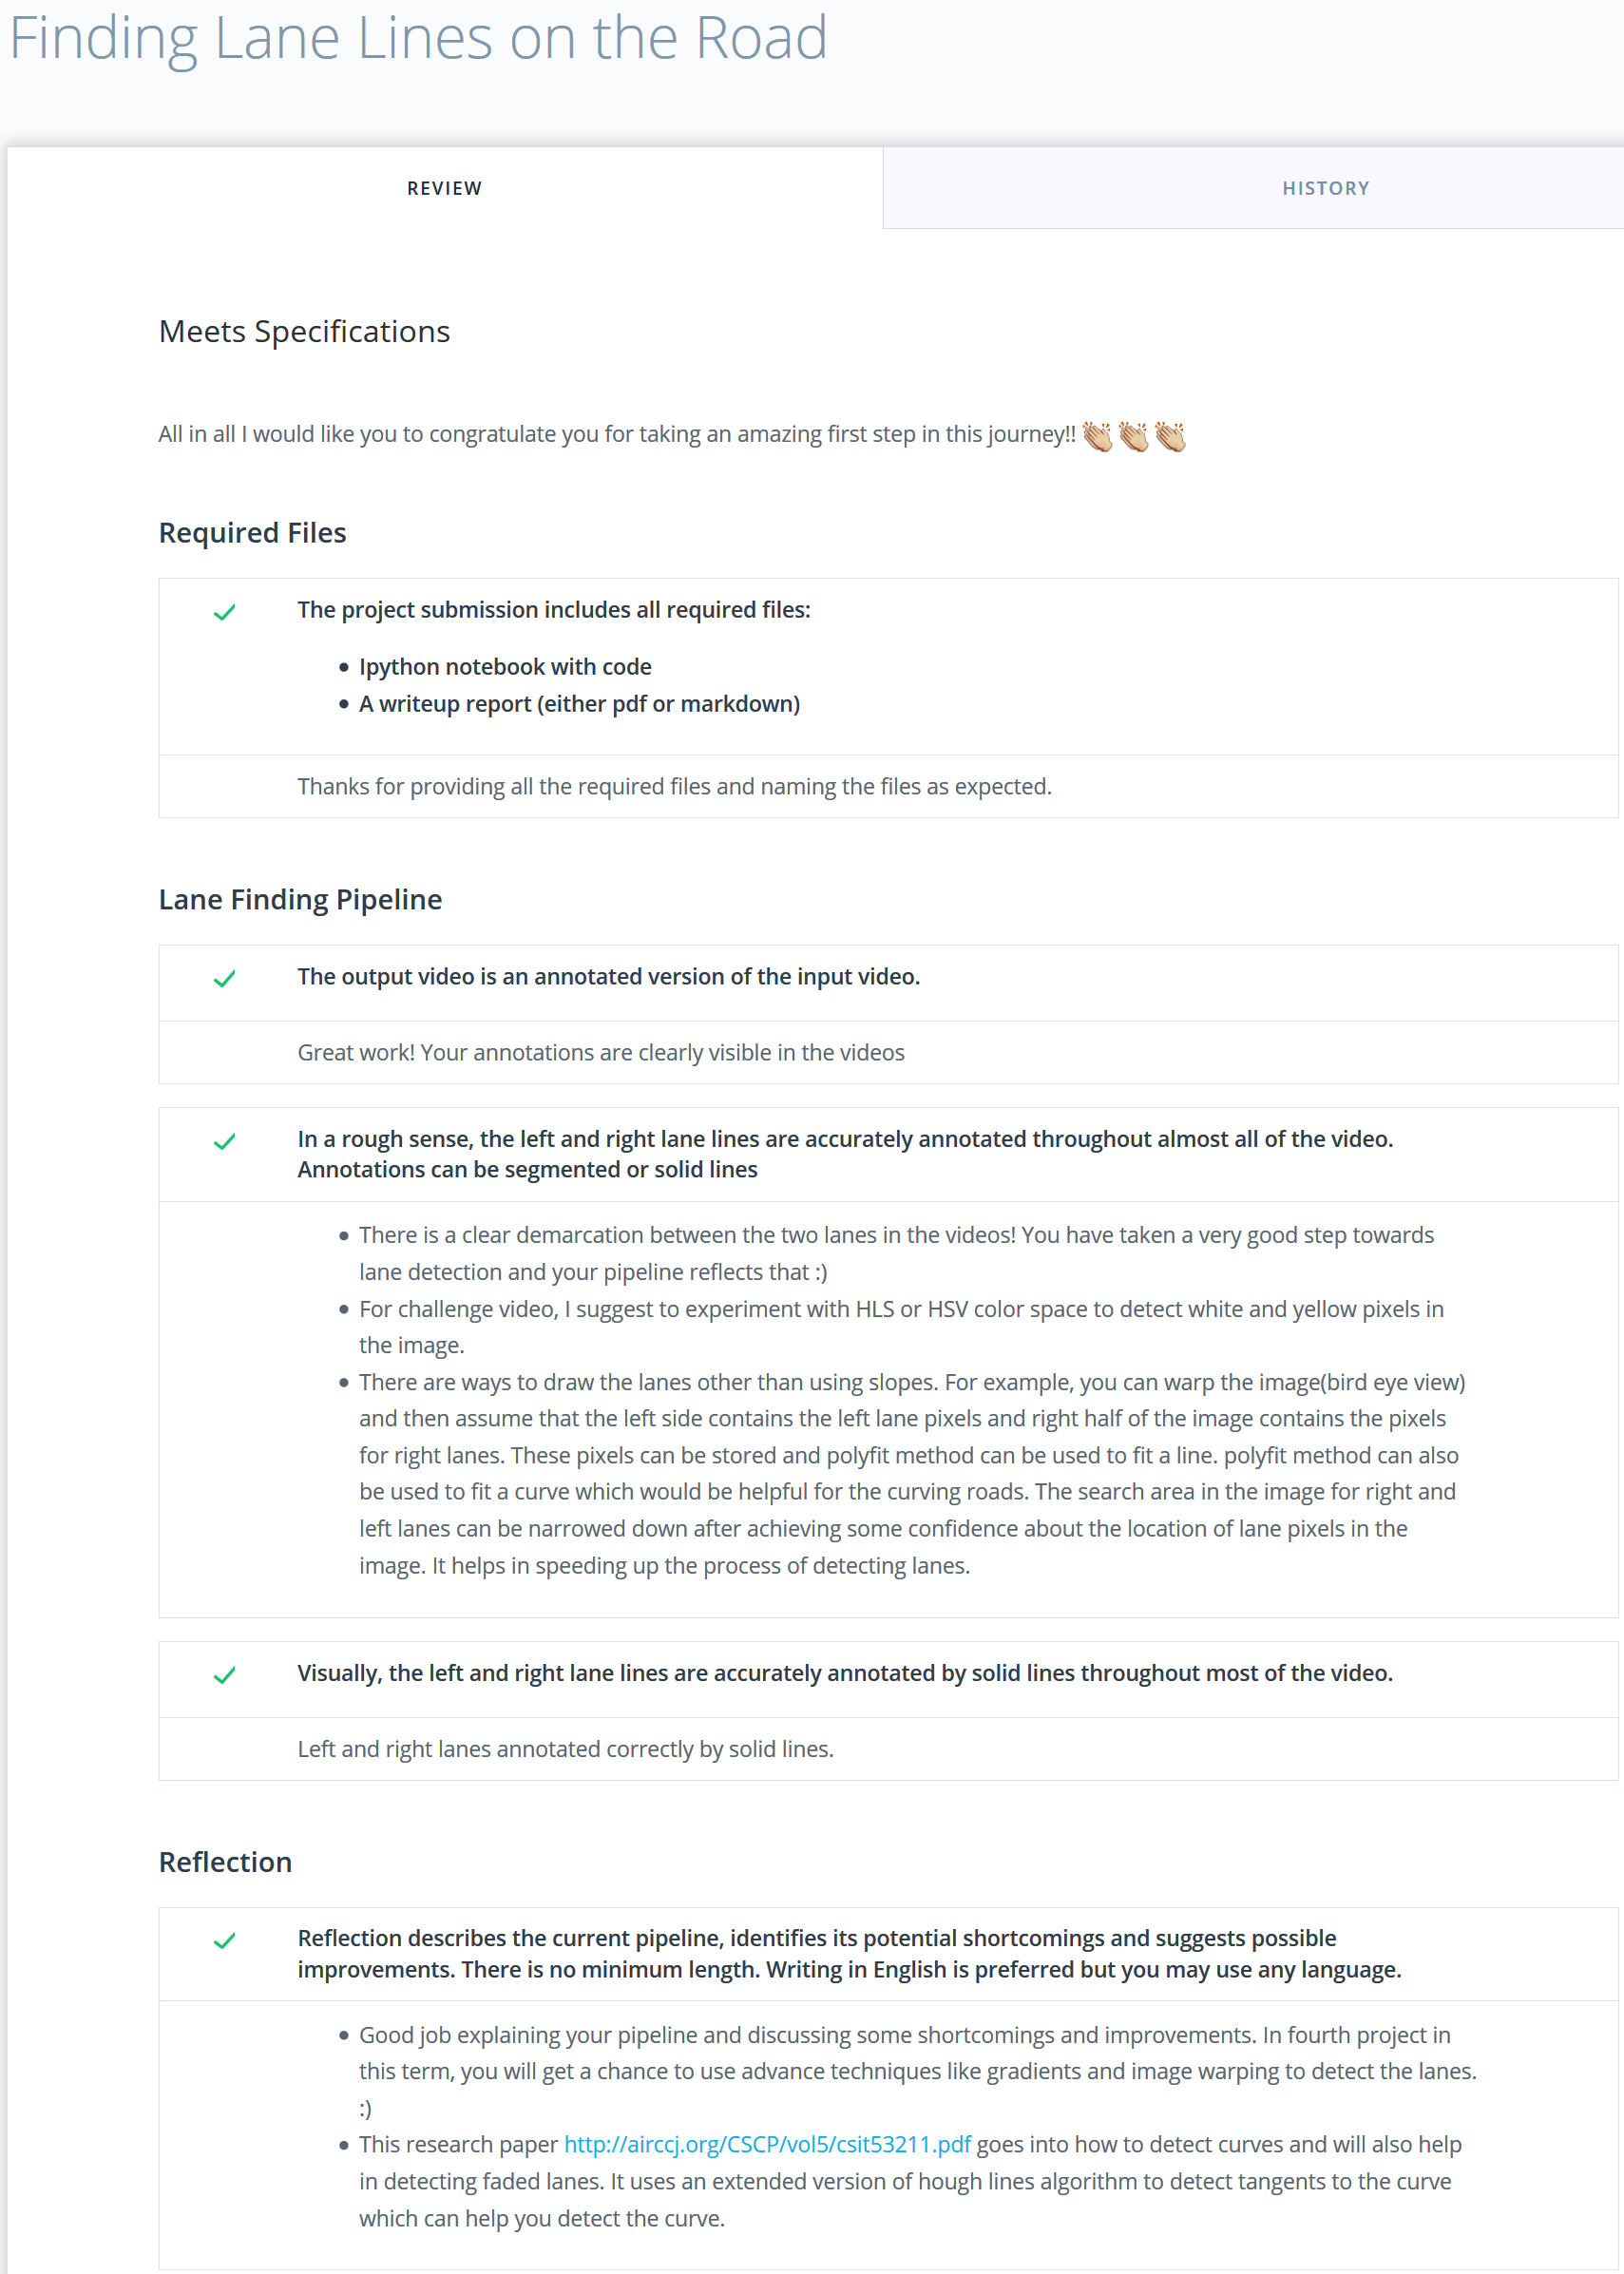 Finding Lane Lines on the Road
REVIEW
HISTORY
Meets Specifications
All in all I would like you to congratulate you for taking an amazing first step in this journey!! 👏👏👏
Required Files
The project submission includes all required files:
• Ipython notebook with code
• A writeup report (either pdf or markdown)
Thanks for providing all the required files and naming the files as expected.
Lane Finding Pipeline
The output video is an annotated version of the input video.
Great work! Your annotations are clearly visible in the videos
In a rough sense, the left and right lane lines are accurately annotated throughout almost all of the video.
Annotations can be segmented or solid lines
• There is a clear demarcation between the two lanes in the videos! You have taken a very good step towards
lane detection and your pipeline reflects that :)
• For challenge video, I suggest to experiment with HLS or HSV color space to detect white and yellow pixels in
the image.
• There are ways to draw the lanes other than using slopes. For example, you can warp the image(bird eye view)
and then assume that the left side contains the left lane pixels and right half of the image contains the pixels
for right lanes. These pixels can be stored and polyfit method can be used to fit a line. polyfit method can also
be used to fit a curve which would be helpful for the curving roads. The search area in the image for right and
left lanes can be narrowed down after achieving some confidence about the location of lane pixels in the
image. It helps in speeding up the process of detecting lanes.
Visually, the left and right lane lines are accurately annotated by solid lines throughout most of the video.
Left and right lanes annotated correctly by solid lines.
Reflection
Reflection describes the current pipeline, identifies its potential shortcomings and suggests possible
improvements. There is no minimum length. Writing in English is preferred but you may use any language.
• Good job explaining your pipeline and discussing some shortcomings and improvements. In fourth project in
this term, you will get a chance to use advance techniques like gradients and image warping to detect the lanes.
:)
• This research paper http://airccj.org/CSCP/vol5/csit53211.pdf goes into how to detect curves and will also help
in detecting faded lanes. It uses an extended version of hough lines algorithm to detect tangents to the curve
which can help you detect the curve.